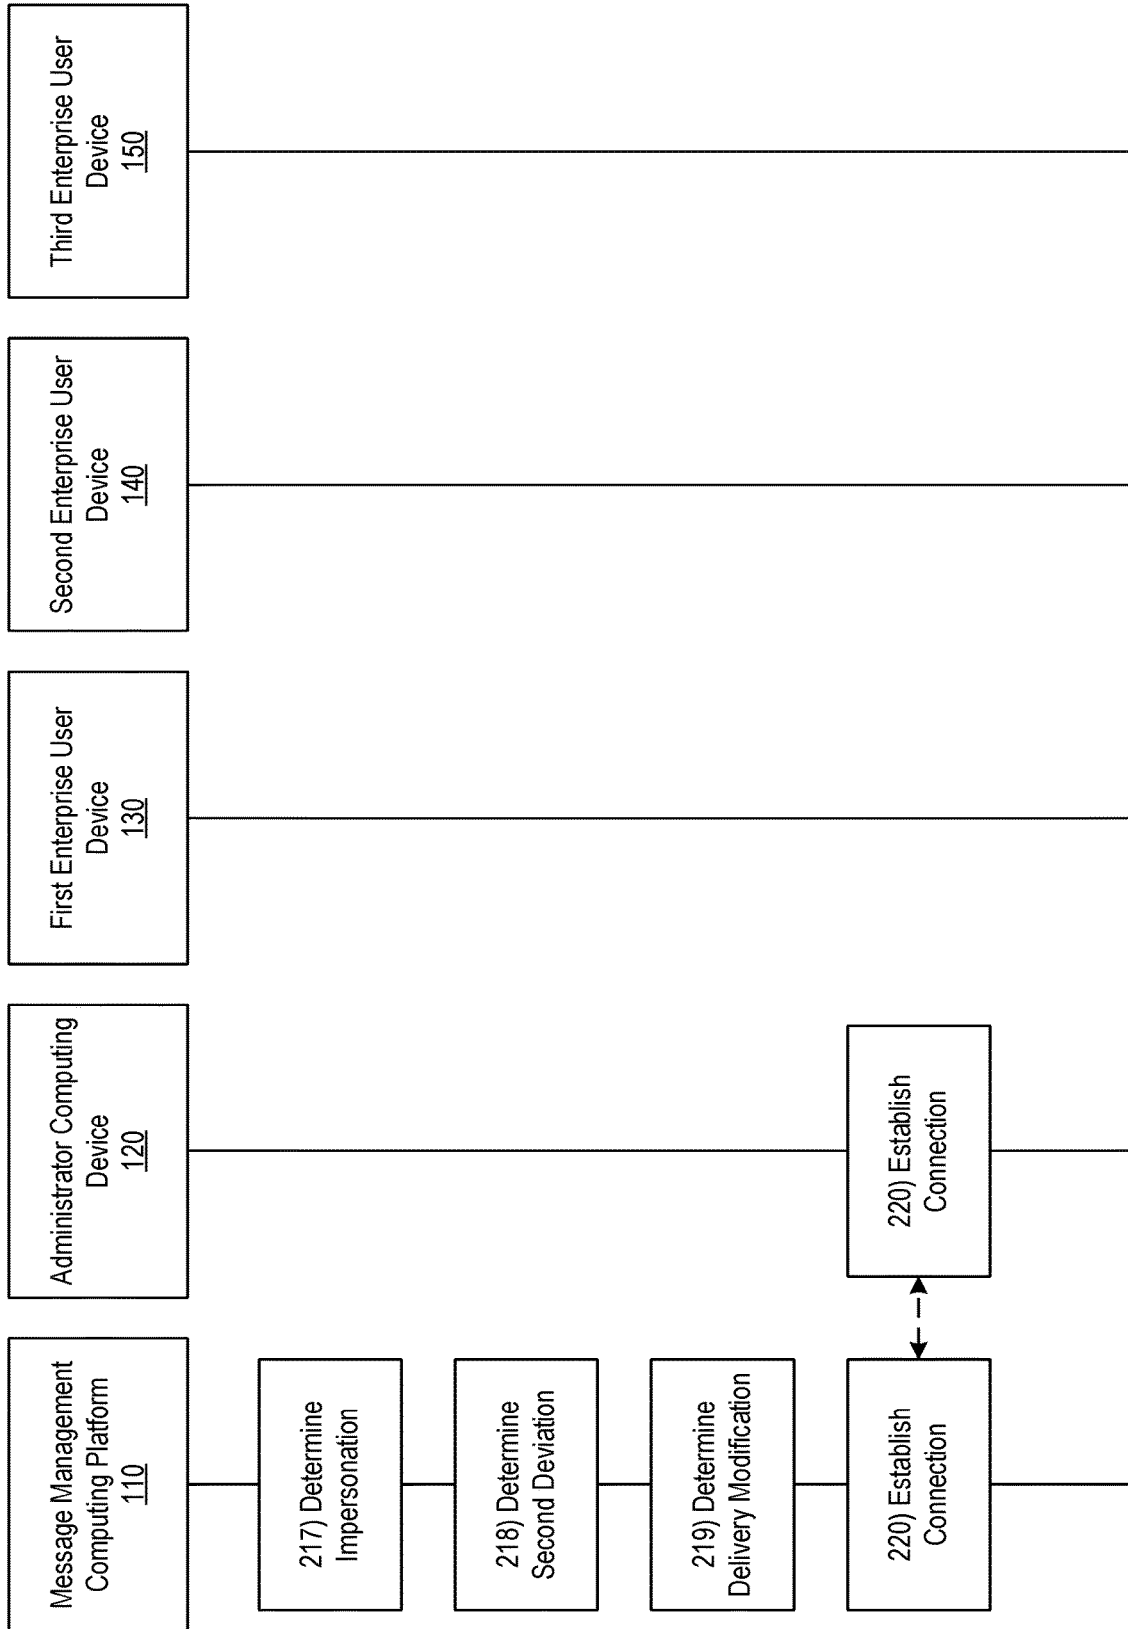 Message Management
Computing Platform
110
Administrator Computing
Device
120
First Enterprise User
Device
130
Second Enterprise User
Device
140
Third Enterprise User
Device
150
217) Determine
Impersonation
218) Determine
Second Deviation
219) Determine
Delivery Modification
220) Establish
Connection
220) Establish
Connection